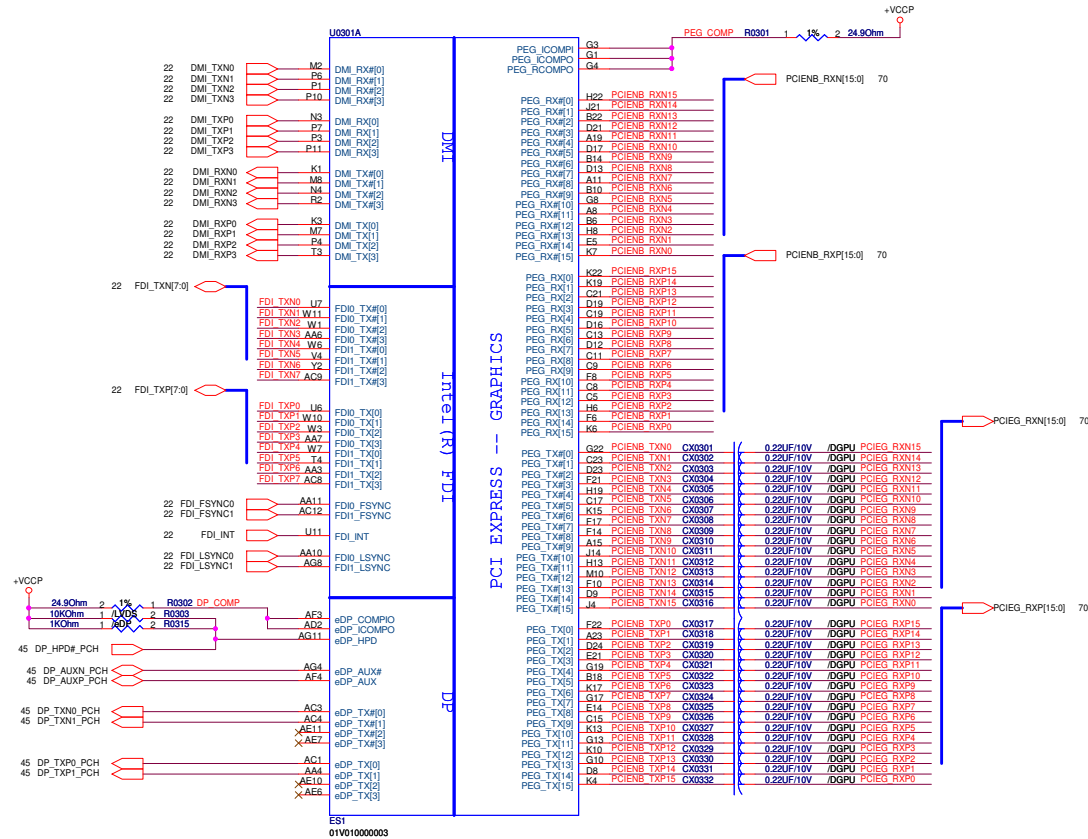 +VCCP
U0301A
PEG_COMP R0301 1 1% 2 24.9Ohm
22 DMI_TXN0 M2 DMI_RX#[0]
22 DMI_TXN1 P6 DMI_RX#[1]
22 DMI_TXN2 P1 DMI_RX#[2]
22 DMI_TXN3 P10 DMI_RX#[3]
22 DMI_TXP0 N3 DMI_RX[0]
22 DMI_TXP1 P7 DMI_RX[1]
22 DMI_TXP2 P3 DMI_RX[2]
22 DMI_TXP3 P11 DMI_RX[3]
22 DMI_RXN0 K1 DMI_TX#[0]
22 DMI_RXN1 M8 DMI_TX#[1]
22 DMI_RXN2 N4 DMI_TX#[2]
22 DMI_RXN3 R2 DMI_TX#[3]
22 DMI_RXP0 K3 DMI_TX[0]
22 DMI_RXP1 M7 DMI_TX[1]
22 DMI_RXP2 P4 DMI_TX[2]
22 DMI_RXP3 T3 DMI_TX[3]
DMI
22 FDI_TXN[7:0]
FDI_TXN0 U7 FDI0_TX#[0]
FDI_TXN1 W11 FDI0_TX#[1]
FDI_TXN2 W1 FDI0_TX#[2]
FDI_TXN3 AA6 FDI0_TX#[3]
FDI_TXN4 W6 FDI1_TX#[0]
FDI_TXN5 V4 FDI1_TX#[1]
FDI_TXN6 Y2 FDI1_TX#[2]
FDI_TXN7 AC9 FDI1_TX#[3]
22 FDI_TXP[7:0]
FDI_TXP0 U6 FDI0_TX[0]
FDI_TXP1 W10 FDI0_TX[1]
FDI_TXP2 W3 FDI0_TX[2]
FDI_TXP3 AA7 FDI0_TX[3]
FDI_TXP4 W7 FDI1_TX[0]
FDI_TXP5 T4 FDI1_TX[1]
FDI_TXP6 AA3 FDI1_TX[2]
FDI_TXP7 AC8 FDI1_TX[3]
22 FDI_FSYNC0 AA11 FDI0_FSYNC
22 FDI_FSYNC1 AC12 FDI1_FSYNC
22 FDI_INT U11 FDI_INT
22 FDI_LSYNC0 AA10 FDI0_LSYNC
22 FDI_LSYNC1 AG8 FDI1_LSYNC
Intel(R) FDI
+VCCP
24.9Ohm 2 1% 1 R0302 DP_COMP
10KOhm 1 /LVDS 2 R0303
1KOhm 1 /eDP 2 R0315
AF3 eDP_COMPIO
AD2 eDP_ICOMPO
AG11 eDP_HPD
45 DP_HPD#_PCH
45 DP_AUXN_PCH AG4 eDP_AUX#
45 DP_AUXP_PCH AF4 eDP_AUX
45 DP_TXN0_PCH AC3 eDP_TX#[0]
45 DP_TXN1_PCH AC4 eDP_TX#[1]
AE11 eDP_TX#[2]
AE7 eDP_TX#[3]
45 DP_TXP0_PCH AC1 eDP_TX[0]
45 DP_TXP1_PCH AA4 eDP_TX[1]
AE10 eDP_TX[2]
AE6 eDP_TX[3]
DP
ES1
01V010000003
PCI EXPRESS -- GRAPHICS
PEG_ICOMPI G3
PEG_ICOMPO G1
PEG_RCOMPO G4
PCIENB_RXN[15:0] 70
PEG_RX#[0] H22 PCIENB_RXN15
PEG_RX#[1] J21 PCIENB_RXN14
PEG_RX#[2] B22 PCIENB_RXN13
PEG_RX#[3] D21 PCIENB_RXN12
PEG_RX#[4] A19 PCIENB_RXN11
PEG_RX#[5] D17 PCIENB_RXN10
PEG_RX#[6] B14 PCIENB_RXN9
PEG_RX#[7] D13 PCIENB_RXN8
PEG_RX#[8] A11 PCIENB_RXN7
PEG_RX#[9] B10 PCIENB_RXN6
PEG_RX#[10] G8 PCIENB_RXN5
PEG_RX#[11] A8 PCIENB_RXN4
PEG_RX#[12] B6 PCIENB_RXN3
PEG_RX#[13] H8 PCIENB_RXN2
PEG_RX#[14] E5 PCIENB_RXN1
PEG_RX#[15] K7 PCIENB_RXN0
PCIENB_RXP[15:0] 70
PEG_RX[0] K22 PCIENB_RXP15
PEG_RX[1] K19 PCIENB_RXP14
PEG_RX[2] C21 PCIENB_RXP13
PEG_RX[3] D19 PCIENB_RXP12
PEG_RX[4] C19 PCIENB_RXP11
PEG_RX[5] D16 PCIENB_RXP10
PEG_RX[6] C13 PCIENB_RXP9
PEG_RX[7] D12 PCIENB_RXP8
PEG_RX[8] C11 PCIENB_RXP7
PEG_RX[9] C9 PCIENB_RXP6
PEG_RX[10] F8 PCIENB_RXP5
PEG_RX[11] C8 PCIENB_RXP4
PEG_RX[12] C5 PCIENB_RXP3
PEG_RX[13] H6 PCIENB_RXP2
PEG_RX[14] F6 PCIENB_RXP1
PEG_RX[15] K6 PCIENB_RXP0
PCIEG_RXN[15:0] 70
PEG_TX#[0] G22 PCIENB_TXN0 CX0301 0.22UF/10V /DGPU PCIEG_RXN15
PEG_TX#[1] C23 PCIENB_TXN1 CX0302 0.22UF/10V /DGPU PCIEG_RXN14
PEG_TX#[2] D23 PCIENB_TXN2 CX0303 0.22UF/10V /DGPU PCIEG_RXN13
PEG_TX#[3] F21 PCIENB_TXN3 CX0304 0.22UF/10V /DGPU PCIEG_RXN12
PEG_TX#[4] H19 PCIENB_TXN4 CX0305 0.22UF/10V /DGPU PCIEG_RXN11
PEG_TX#[5] C17 PCIENB_TXN5 CX0306 0.22UF/10V /DGPU PCIEG_RXN10
PEG_TX#[6] K15 PCIENB_TXN6 CX0307 0.22UF/10V /DGPU PCIEG_RXN9
PEG_TX#[7] F17 PCIENB_TXN7 CX0308 0.22UF/10V /DGPU PCIEG_RXN8
PEG_TX#[8] F14 PCIENB_TXN8 CX0309 0.22UF/10V /DGPU PCIEG_RXN7
PEG_TX#[9] A15 PCIENB_TXN9 CX0310 0.22UF/10V /DGPU PCIEG_RXN6
PEG_TX#[10] J14 PCIENB_TXN10 CX0311 0.22UF/10V /DGPU PCIEG_RXN5
PEG_TX#[11] H13 PCIENB_TXN11 CX0312 0.22UF/10V /DGPU PCIEG_RXN4
PEG_TX#[12] M10 PCIENB_TXN12 CX0313 0.22UF/10V /DGPU PCIEG_RXN3
PEG_TX#[13] F10 PCIENB_TXN13 CX0314 0.22UF/10V /DGPU PCIEG_RXN2
PEG_TX#[14] D9 PCIENB_TXN14 CX0315 0.22UF/10V /DGPU PCIEG_RXN1
PEG_TX#[15] J4 PCIENB_TXN15 CX0316 0.22UF/10V /DGPU PCIEG_RXN0
PCIEG_RXP[15:0] 70
PEG_TX[0] F22 PCIENB_TXP0 CX0317 0.22UF/10V /DGPU PCIEG_RXP15
PEG_TX[1] A23 PCIENB_TXP1 CX0318 0.22UF/10V /DGPU PCIEG_RXP14
PEG_TX[2] D24 PCIENB_TXP2 CX0319 0.22UF/10V /DGPU PCIEG_RXP13
PEG_TX[3] E21 PCIENB_TXP3 CX0320 0.22UF/10V /DGPU PCIEG_RXP12
PEG_TX[4] G19 PCIENB_TXP4 CX0321 0.22UF/10V /DGPU PCIEG_RXP11
PEG_TX[5] B18 PCIENB_TXP5 CX0322 0.22UF/10V /DGPU PCIEG_RXP10
PEG_TX[6] K17 PCIENB_TXP6 CX0323 0.22UF/10V /DGPU PCIEG_RXP9
PEG_TX[7] G17 PCIENB_TXP7 CX0324 0.22UF/10V /DGPU PCIEG_RXP8
PEG_TX[8] E14 PCIENB_TXP8 CX0325 0.22UF/10V /DGPU PCIEG_RXP7
PEG_TX[9] C15 PCIENB_TXP9 CX0326 0.22UF/10V /DGPU PCIEG_RXP6
PEG_TX[10] K13 PCIENB_TXP10 CX0327 0.22UF/10V /DGPU PCIEG_RXP5
PEG_TX[11] G13 PCIENB_TXP11 CX0328 0.22UF/10V /DGPU PCIEG_RXP4
PEG_TX[12] K10 PCIENB_TXP12 CX0329 0.22UF/10V /DGPU PCIEG_RXP3
PEG_TX[13] G10 PCIENB_TXP13 CX0330 0.22UF/10V /DGPU PCIEG_RXP2
PEG_TX[14] D8 PCIENB_TXP14 CX0331 0.22UF/10V /DGPU PCIEG_RXP1
PEG_TX[15] K4 PCIENB_TXP15 CX0332 0.22UF/10V /DGPU PCIEG_RXP0